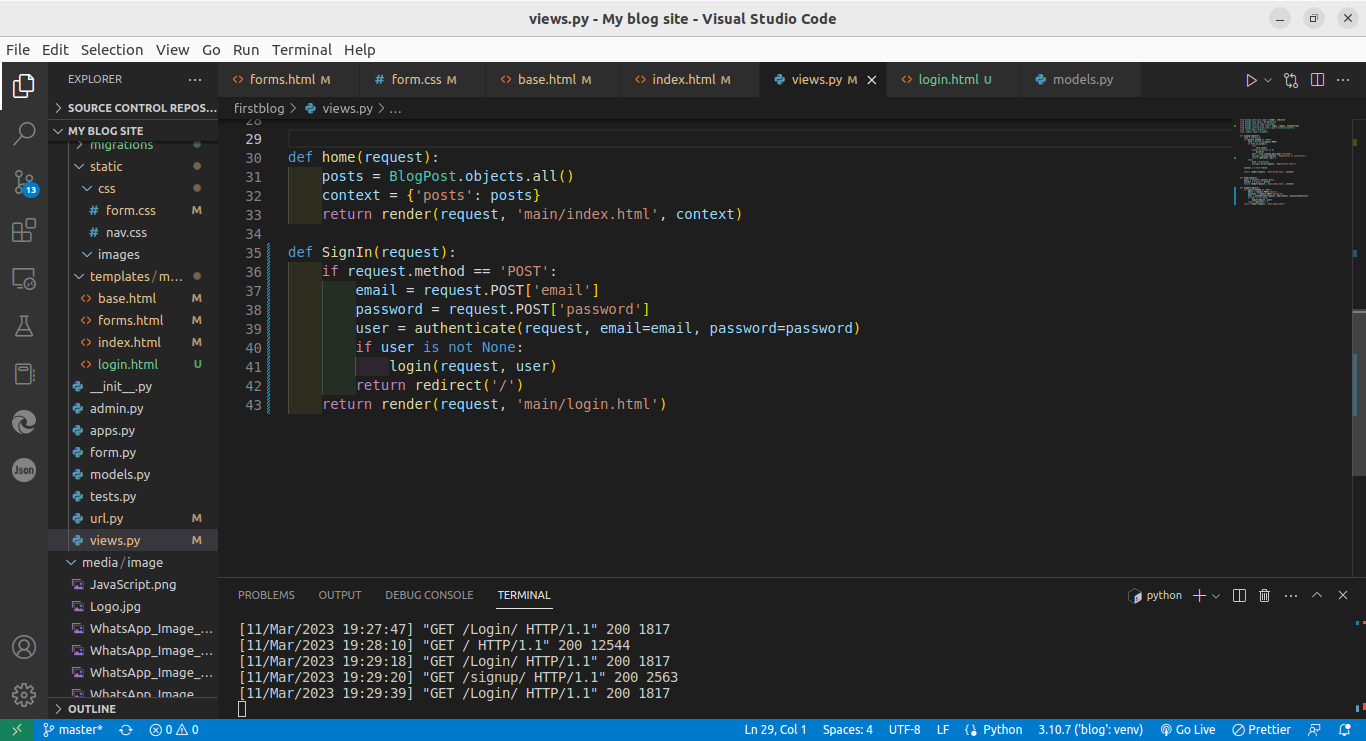 views.py - My blog site - Visual Studio Code
File Edit Selection View Go Run Terminal Help
EXPLORER
SOURCE CONTROL REPOS...
MY BLOG SITE
migrations
static
css
form.css M
nav.css
images
templates / m...
base.html M
forms.html M
index.html M
login.html U
__init__.py
admin.py
apps.py
form.py
models.py
tests.py
url.py M
views.py M
media / image
JavaScript.png
Logo.jpg
WhatsApp_Image_...
WhatsApp_Image_...
WhatsApp_Image_...
WhatsApp_Image
OUTLINE
13
Json
forms.html M form.css M base.html M index.html M views.py M login.html U models.py
firstblog > views.py > ...
28
29
30 def home(request):
31 posts = BlogPost.objects.all()
32 context = {'posts': posts}
33 return render(request, 'main/index.html', context)
34
35 def SignIn(request):
36 if request.method == 'POST':
37 email = request.POST['email']
38 password = request.POST['password']
39 user = authenticate(request, email=email, password=password)
40 if user is not None:
41 login(request, user)
42 return redirect('/')
43 return render(request, 'main/login.html')
PROBLEMS OUTPUT DEBUG CONSOLE TERMINAL
python
[11/Mar/2023 19:27:47] "GET /Login/ HTTP/1.1" 200 1817
[11/Mar/2023 19:28:10] "GET / HTTP/1.1" 200 12544
[11/Mar/2023 19:29:18] "GET /Login/ HTTP/1.1" 200 1817
[11/Mar/2023 19:29:20] "GET /signup/ HTTP/1.1" 200 2563
[11/Mar/2023 19:29:39] "GET /Login/ HTTP/1.1" 200 1817
master* 0 0 Ln 29, Col 1 Spaces: 4 UTF-8 LF Python 3.10.7 ('blog': venv) Go Live Prettier